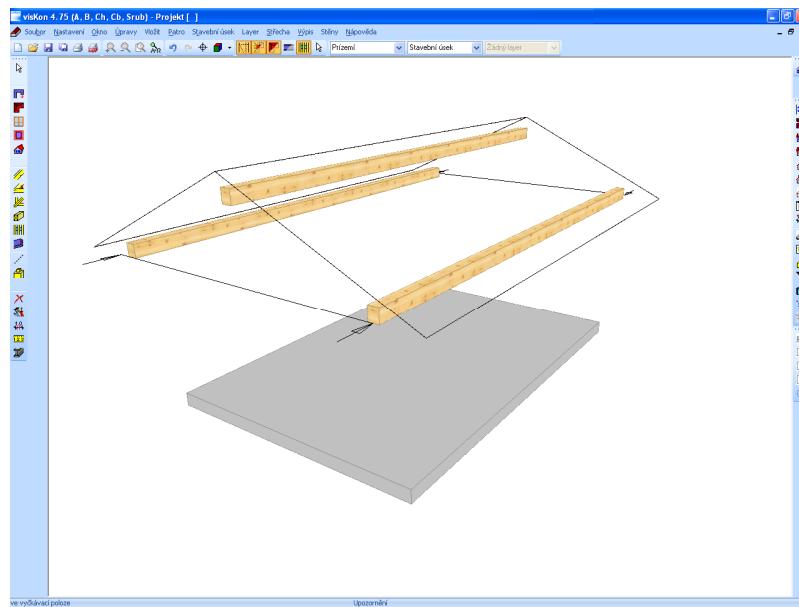 visKon 4.75 (A, B, Ch, Cb, Srub) - Projekt [ ]
Soubor Nastavení Okno Úpravy Vložit Patro Stavební úsek Layer Střecha Výpis Stěny Nápověda
Přízemí Stavební úsek Žádný layer
ve vyčkávací poloze Upozornění